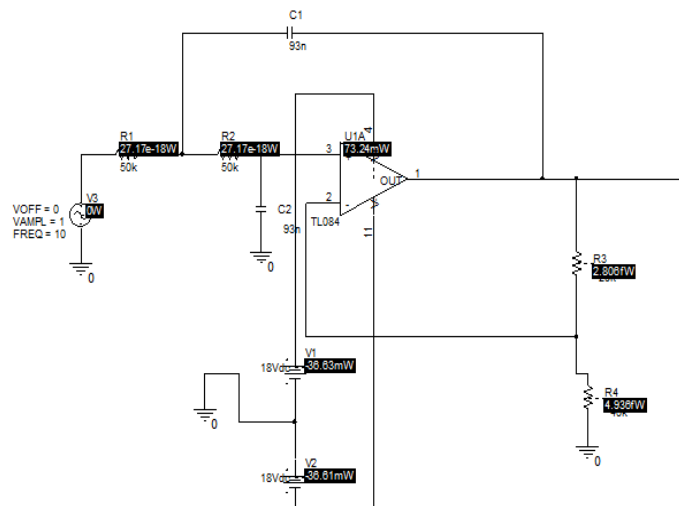 C1
93n
R1
27.17e-18W
50k
R2
27.17e-18W
50k
U1A
73.24mW
3
4
2
11
OUT
1
TL084
V3
0W
VOFF = 0
VAMPL = 1
FREQ = 10
0
C2
93n
0
R3
2.806fW
V1
-36.63mW
18Vdc
0
R4
4.936fW
0
V2
-36.61mW
18Vdc